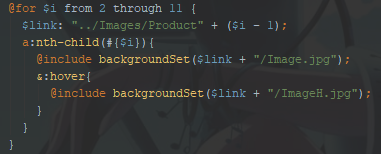 @for $i from 2 through 11 {
$link: "../Images/Product" + ($i - 1);
a:nth-child(#{$i}){
@include backgroundSet($link + "/Image.jpg");
&:hover{
@include backgroundSet($link + "/ImageH.jpg");
}
}
}